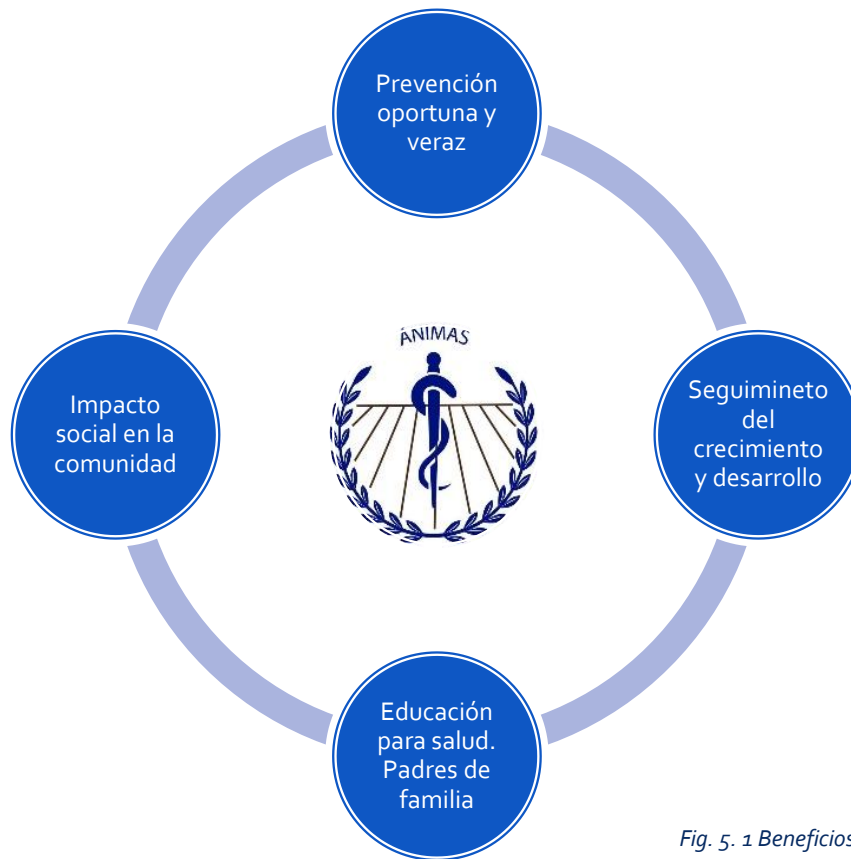 Prevención
oportuna y
veraz
ÁNIMAS
Impacto
social en la
comunidad
Seguimineto
del
crecimiento
y desarrollo
Educación
para salud.
Padres de
familia
Fig. 5. 1 Beneficios